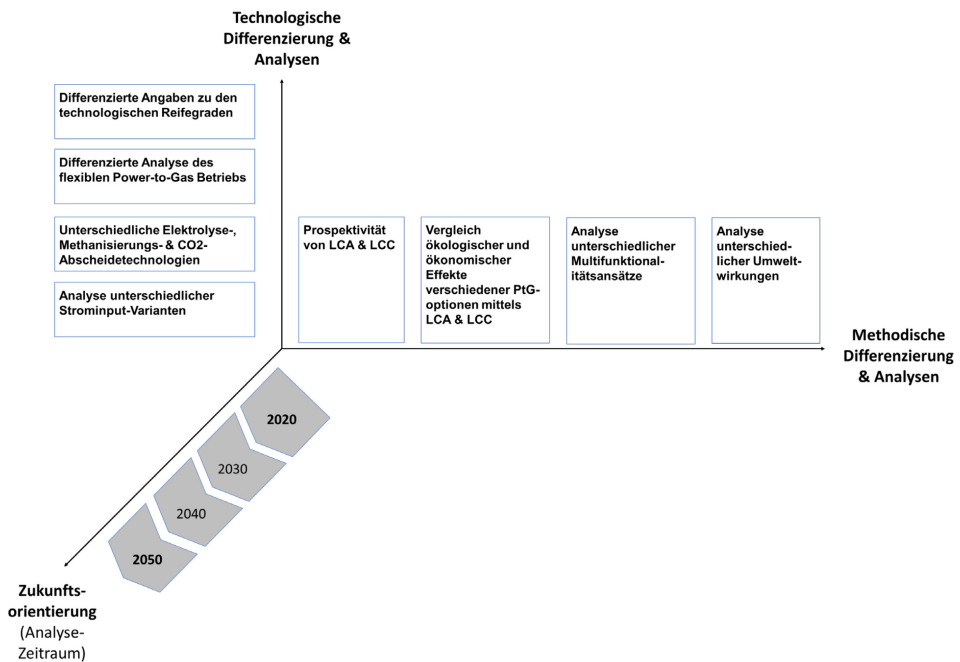 Technologische
Differenzierung &
Analysen
Differenzierte Angaben zu den
technologischen Reifegraden
Differenzierte Analyse des
flexiblen Power-to-Gas Betriebs
Unterschiedliche Elektrolyse-,
Methanisierungs- & CO2-
Abscheidetechnologien
Analyse unterschiedlicher
Strominput-Varianten
Prospektivität
von LCA & LCC
Vergleich
ökologischer und
ökonomischer
Effekte
verschiedener PtG-
optionen mittels
LCA & LCC
Analyse
unterschiedlicher
Multifunktional-
itätsansätze
Analyse
unterschied-
licher Umwelt-
wirkungen
Methodische
Differenzierung
& Analysen
2020
2030
2040
2050
Zukunfts-
orientierung
(Analyse-
Zeitraum)